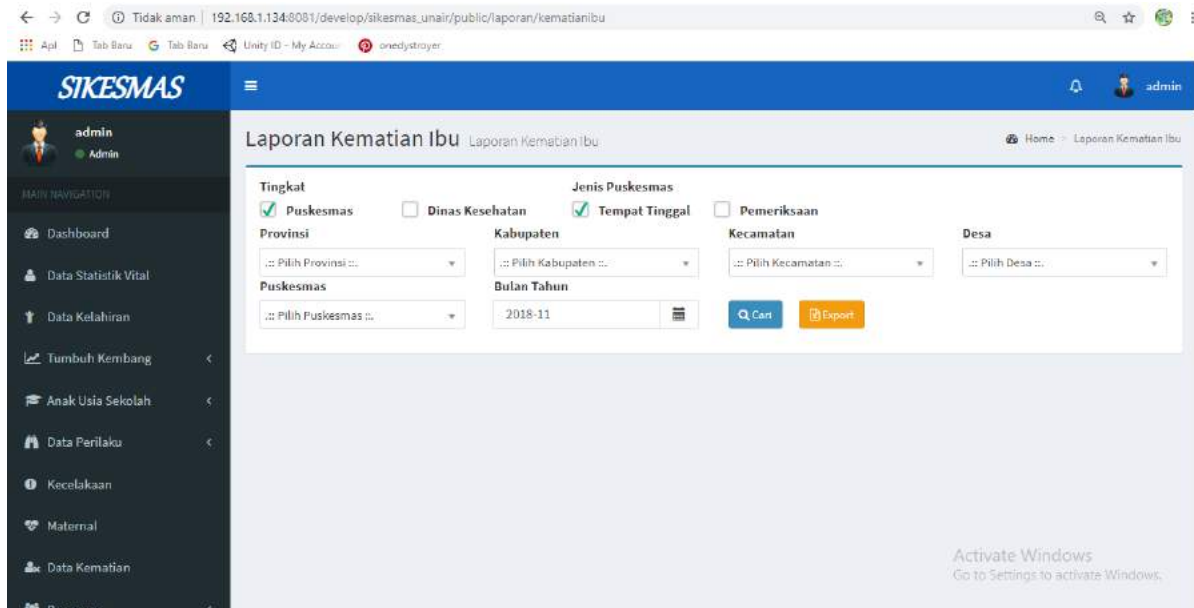 Tidak aman | 192.168.1.134:8081/develop/sikesmas_unair/public/laporan/kematianibu
Apl Tab Baru Tab Baru Unity ID - My Accour onedystroyer
SIKESMAS
admin
admin
Admin
MAIN NAVIGATION
Dashboard
Data Statistik Vital
Data Kelahiran
Tumbuh Kembang
Anak Usia Sekolah
Data Perilaku
Kecelakaan
Maternal
Data Kematian
Laporan Kematian Ibu Laporan Kematian Ibu
Home > Laporan Kematian Ibu
Tingkat Jenis Puskesmas
Puskesmas Dinas Kesehatan Tempat Tinggal Pemeriksaan
Provinsi Kabupaten Kecamatan Desa
.:: Pilih Provinsi ::. .:: Pilih Kabupaten ::. .:: Pilih Kecamatan ::. .:: Pilih Desa ::.
Puskesmas Bulan Tahun
.:: Pilih Puskesmas ::. 2018-11 Cari Export
Activate Windows
Go to Settings to activate Windows.